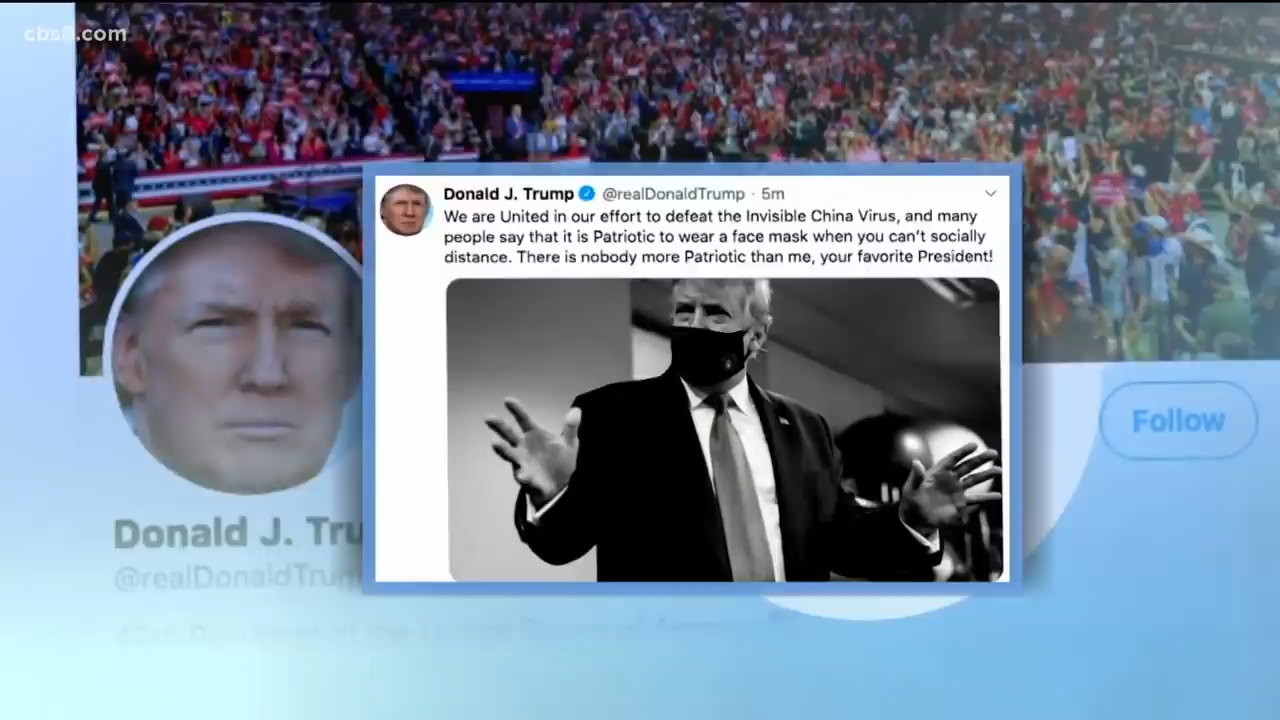 cbs8.com
Donald J. Trump @realDonaldTrump · 5m
We are United in our effort to defeat the Invisible China Virus, and many
people say that it is Patriotic to wear a face mask when you can't socially
distance. There is nobody more Patriotic than me, your favorite President!
Follow
Donald J. Tru
@realDonaldTrum